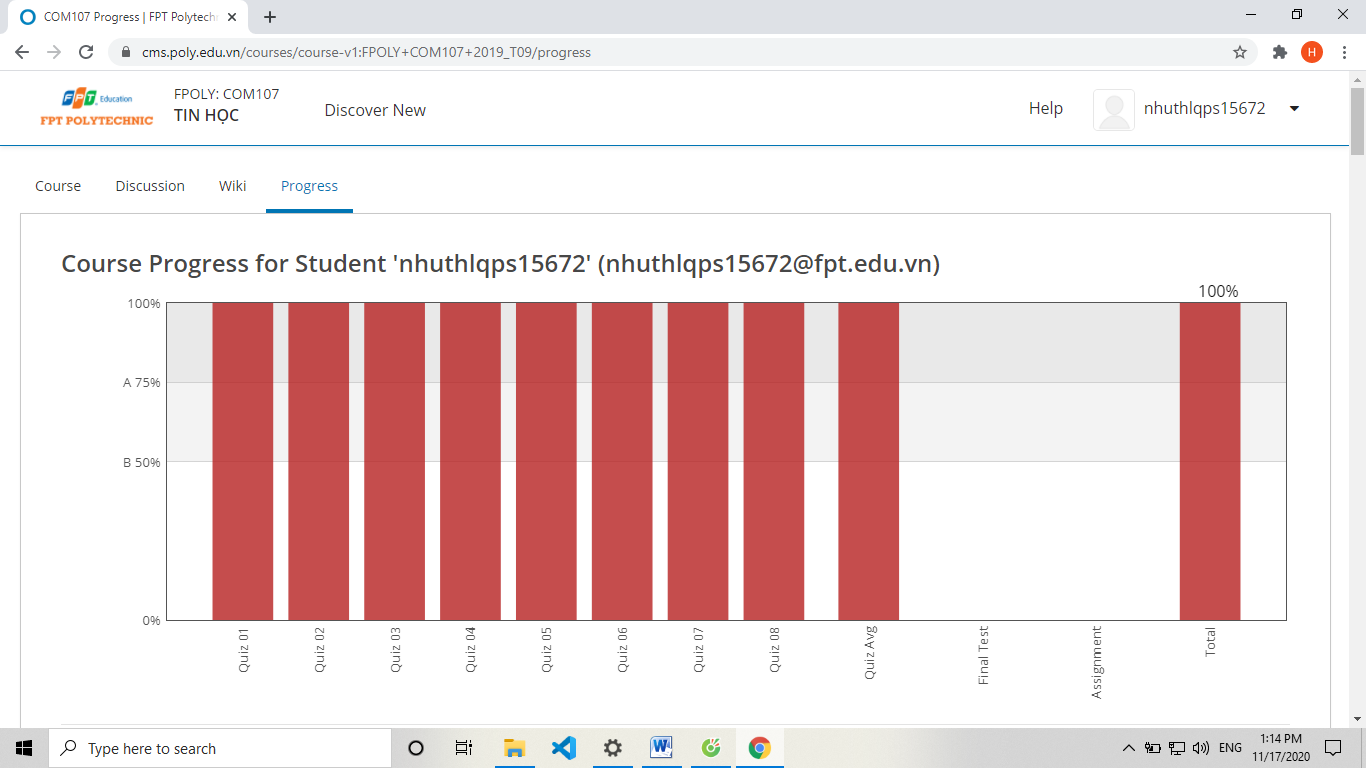 COM107 Progress | FPT Polytechn
cms.poly.edu.vn/courses/course-v1:FPOLY+COM107+2019_T09/progress
H
FPT Education
FPT POLYTECHNIC
FPOLY: COM107
TIN HỌC
Discover New
Help
nhuthlqps15672
Course
Discussion
Wiki
Progress
Course Progress for Student 'nhuthlqps15672' (nhuthlqps15672@fpt.edu.vn)
100%
100%
A 75%
B 50%
0%
Quiz 01
Quiz 02
Quiz 03
Quiz 04
Quiz 05
Quiz 06
Quiz 07
Quiz 08
Quiz Avg
Final Test
Assignment
Total
Type here to search
ENG
1:14 PM
11/17/2020